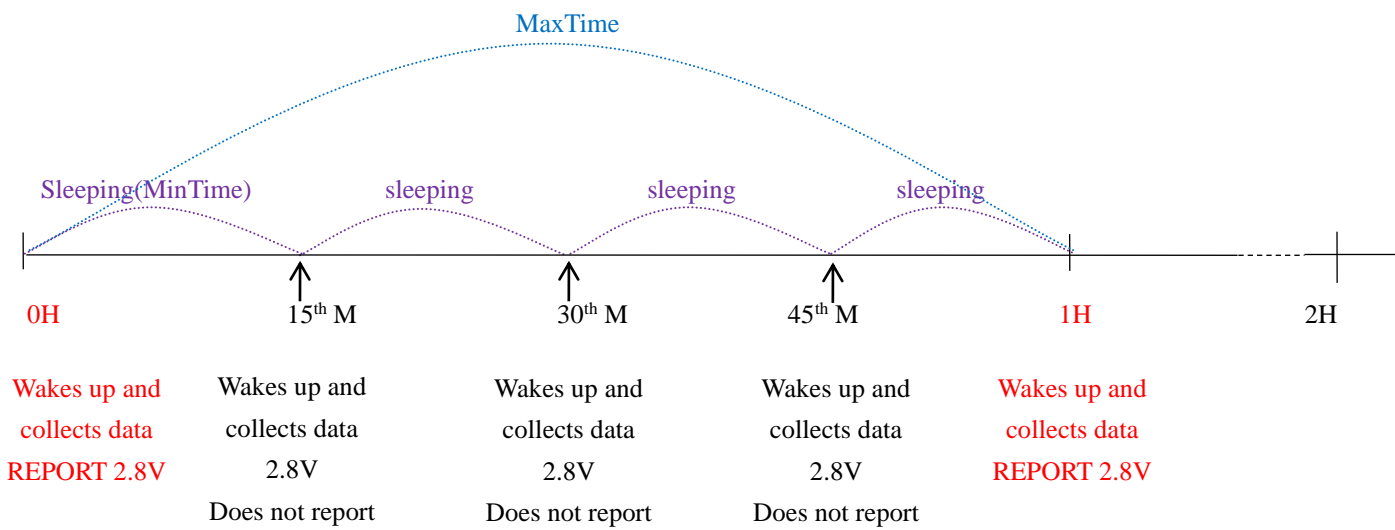 MaxTime
Sleeping(MinTime)
sleeping
sleeping
sleeping
0H
15th M
30th M
45th M
1H
2H
Wakes up and
collects data
REPORT 2.8V
Wakes up and
collects data
2.8V
Does not report
Wakes up and
collects data
2.8V
Does not report
Wakes up and
collects data
2.8V
Does not report
Wakes up and
collects data
REPORT 2.8V